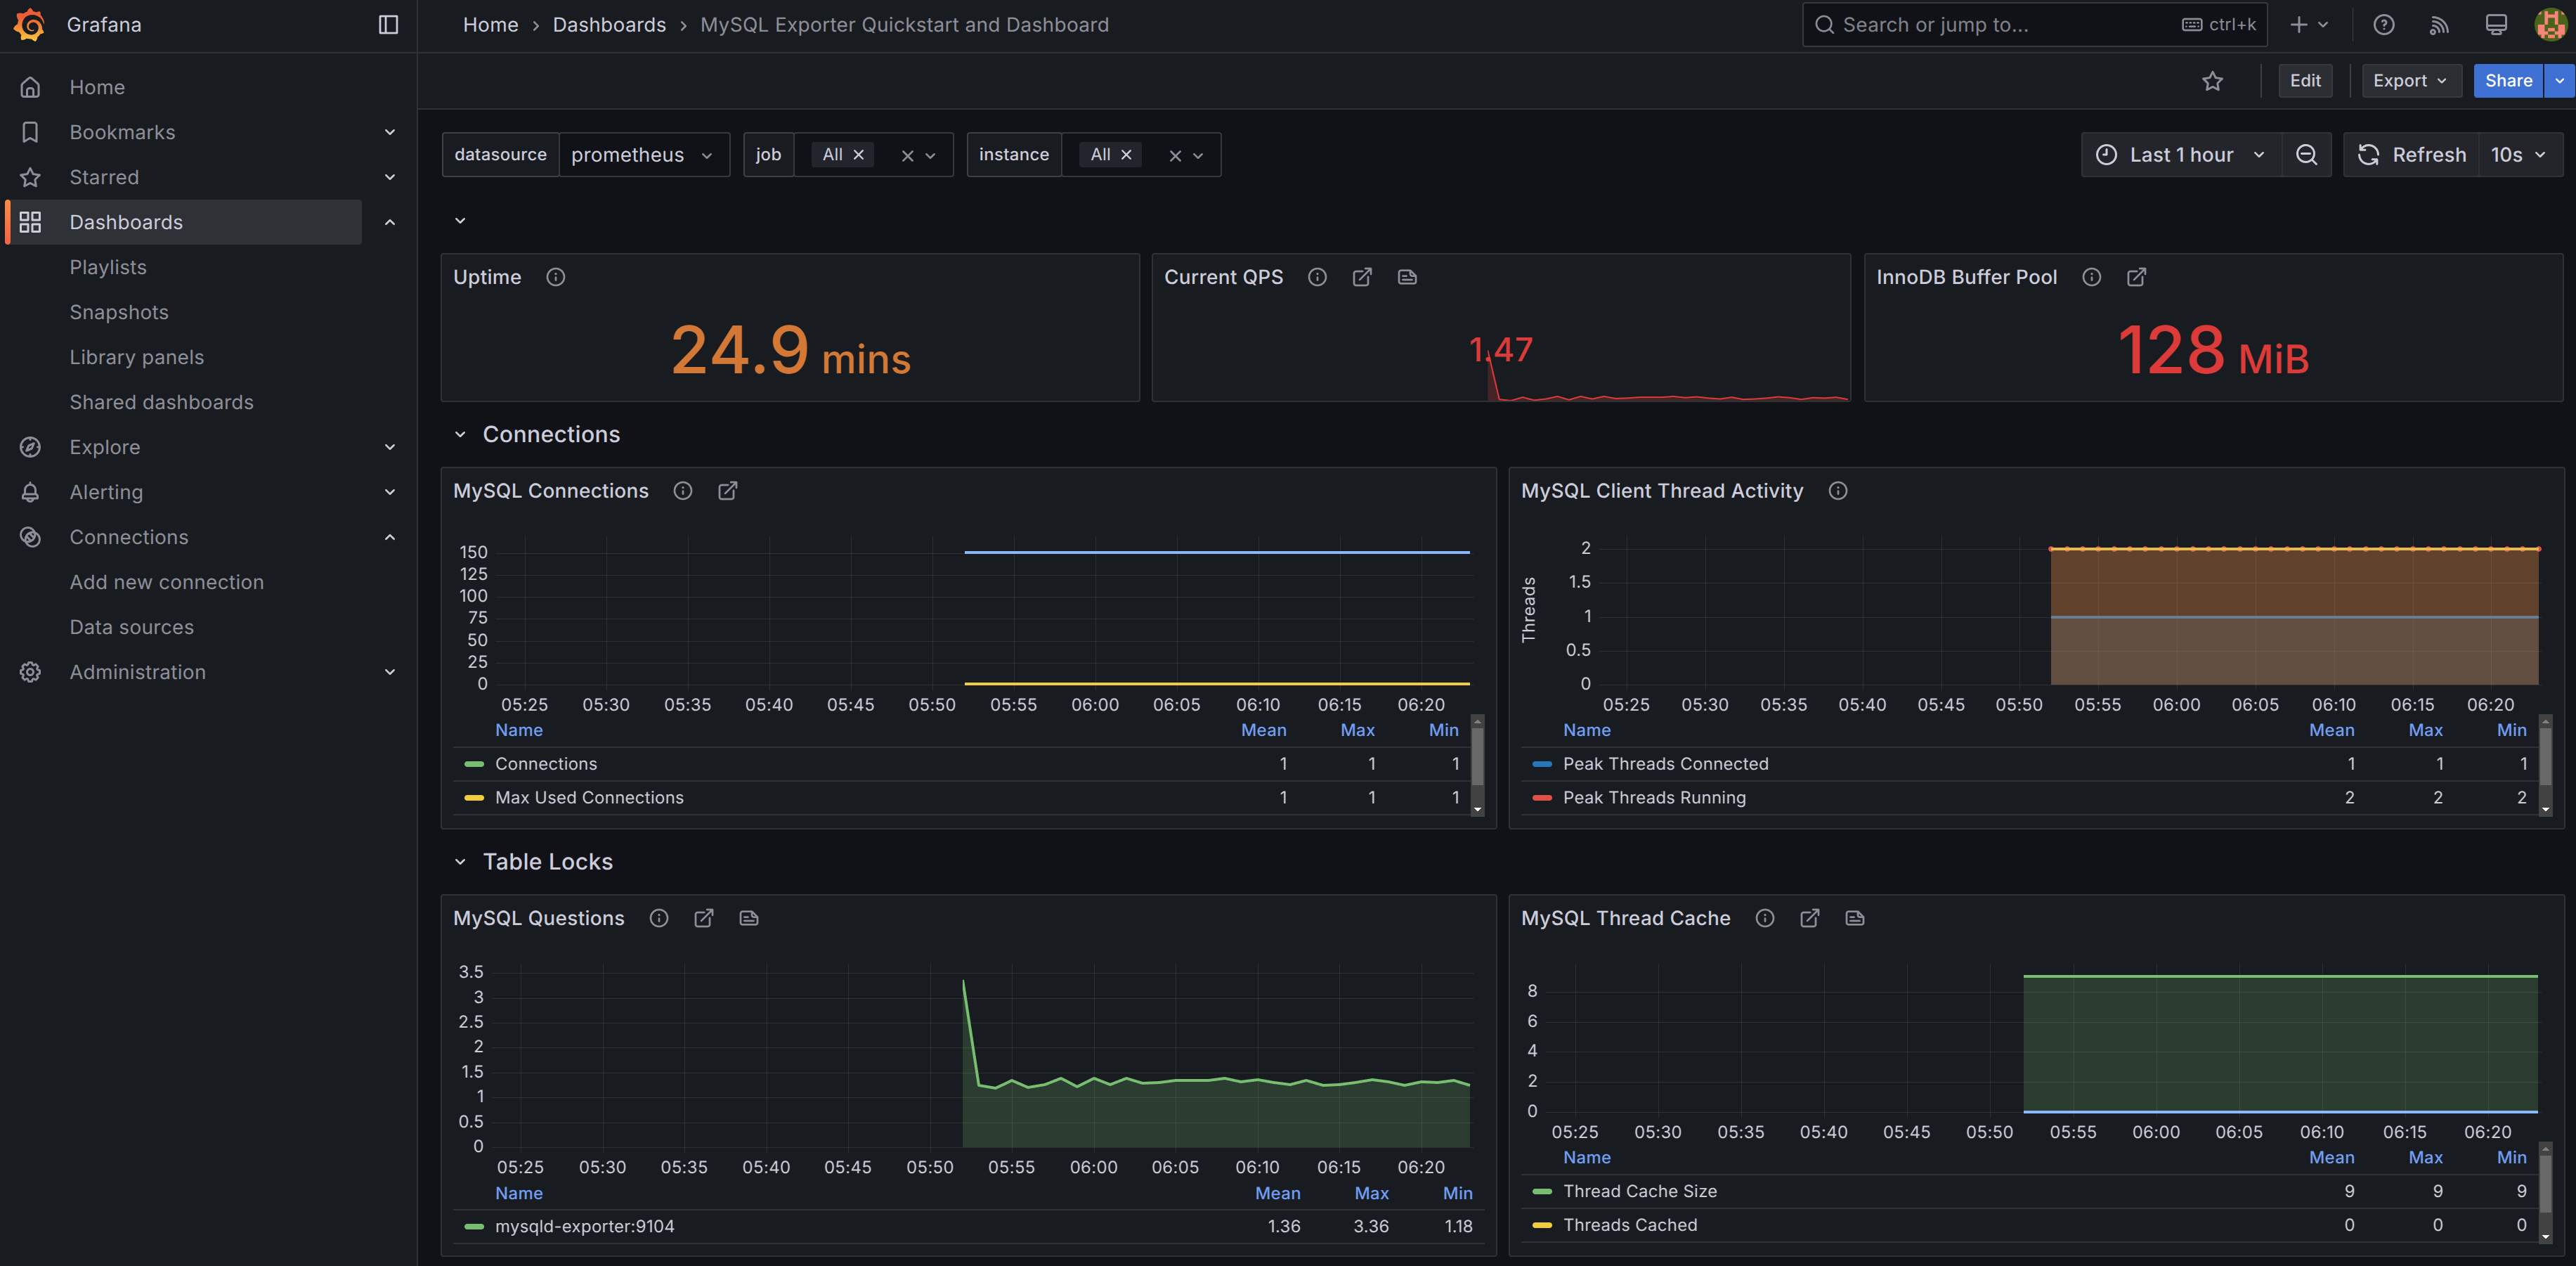 Grafana
Home
Dashboards
MySQL Exporter Quickstart and Dashboard
Search or jump to...
ctrl+k
Edit
Export
Share
Home
Bookmarks
Starred
Dashboards
Playlists
Snapshots
Library panels
Shared dashboards
Explore
Alerting
Connections
Add new connection
Data sources
Administration
datasource
prometheus
job
All
instance
All
Last 1 hour
Refresh
10s
Uptime
24.9 mins
Current QPS
1.47
InnoDB Buffer Pool
128 MiB
Connections
MySQL Connections
150
125
100
75
50
25
0
05:25 05:30 05:35 05:40 05:45 05:50 05:55 06:00 06:05 06:10 06:15 06:20
Name Mean Max Min
Connections 1 1 1
Max Used Connections 1 1 1
MySQL Client Thread Activity
Threads
2
1.5
1
0.5
0
05:25 05:30 05:35 05:40 05:45 05:50 05:55 06:00 06:05 06:10 06:15 06:20
Name Mean Max Min
Peak Threads Connected 1 1 1
Peak Threads Running 2 2 2
Table Locks
MySQL Questions
3.5
3
2.5
2
1.5
1
0.5
0
05:25 05:30 05:35 05:40 05:45 05:50 05:55 06:00 06:05 06:10 06:15 06:20
Name Mean Max Min
mysqld-exporter:9104 1.36 3.36 1.18
MySQL Thread Cache
8
6
4
2
0
05:25 05:30 05:35 05:40 05:45 05:50 05:55 06:00 06:05 06:10 06:15 06:20
Name Mean Max Min
Thread Cache Size 9 9 9
Threads Cached 0 0 0